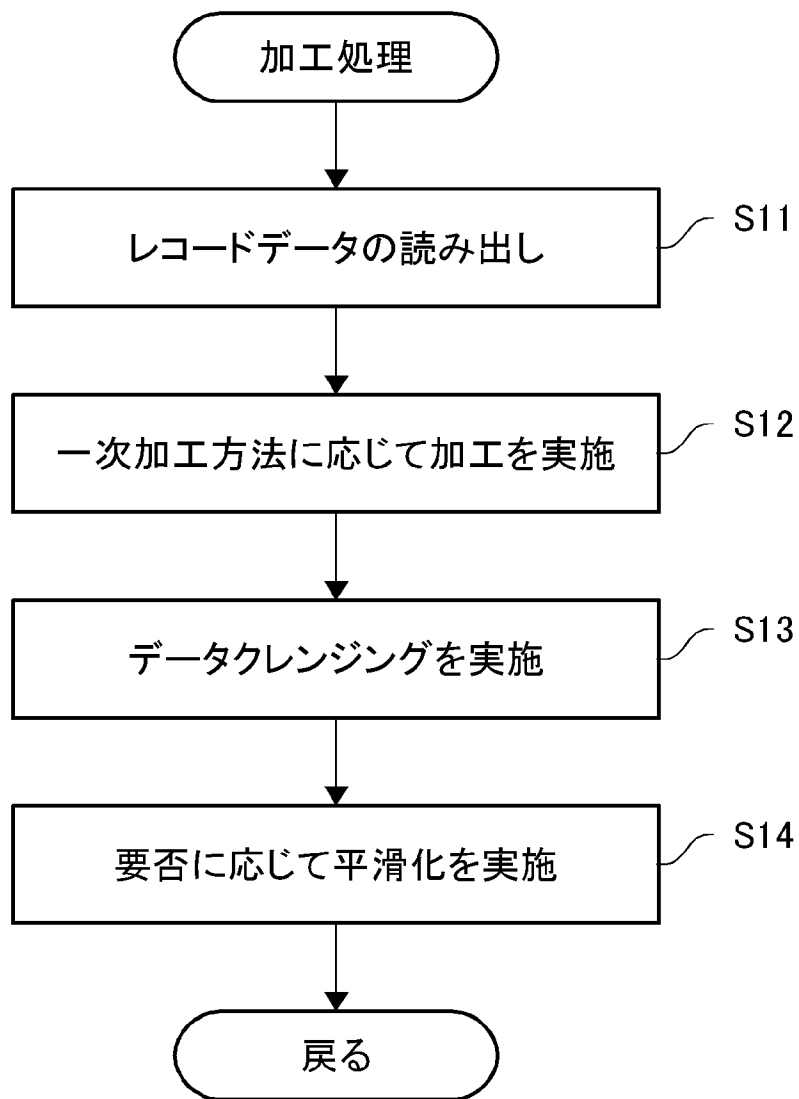 加工処理
レコードデータの読み出し
S11
一次加工方法に応じて加工を実施
S12
データクレンジングを実施
S13
要否に応じて平滑化を実施
S14
戻る